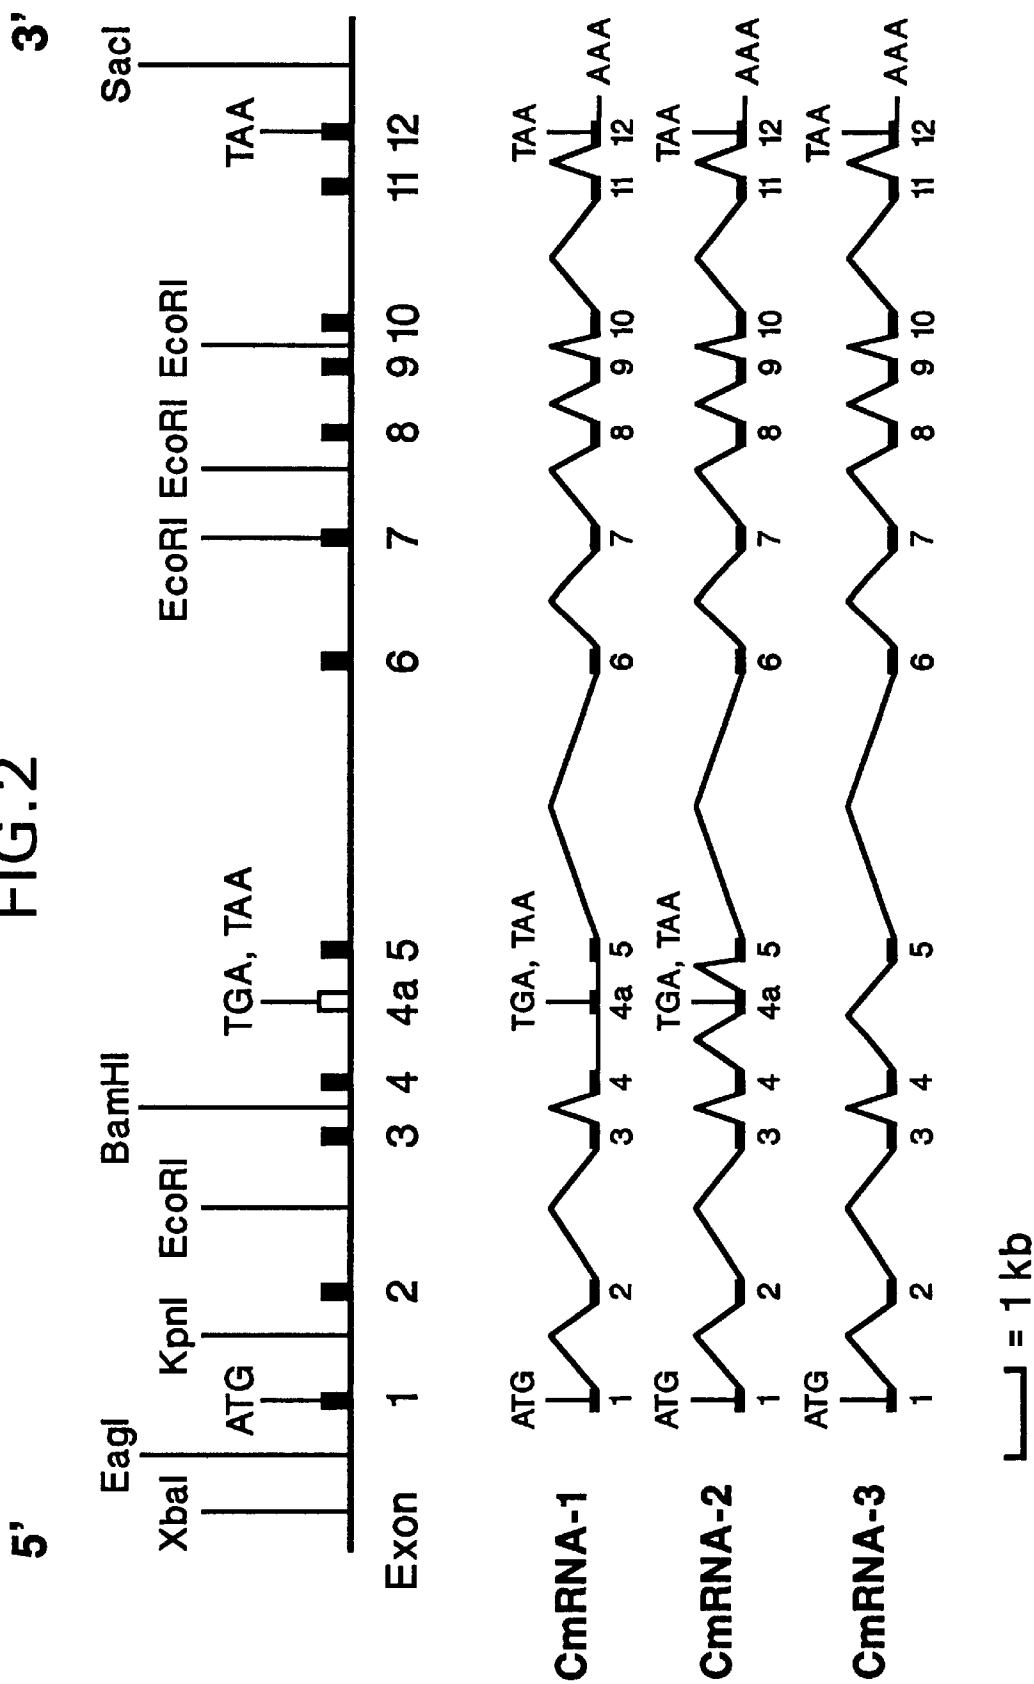 FIG.2
5' 3'
EagI BamHI SacI
XbaI KpnI EcoRI EcoRI EcoRI EcoRI
ATG TGA, TAA TAA
Exon 1 2 3 4 4a 5 6 7 8 9 10 11 12
ATG TGA, TAA TAA
CmRNA-1 AAA
1 2 3 4 4a 5 6 7 8 9 10 11 12
ATG TGA, TAA TAA
CmRNA-2 AAA
1 2 3 4 4a 5 6 7 8 9 10 11 12
ATG TAA
CmRNA-3 AAA
1 2 3 4 5 6 7 8 9 10 11 12
= 1 kb